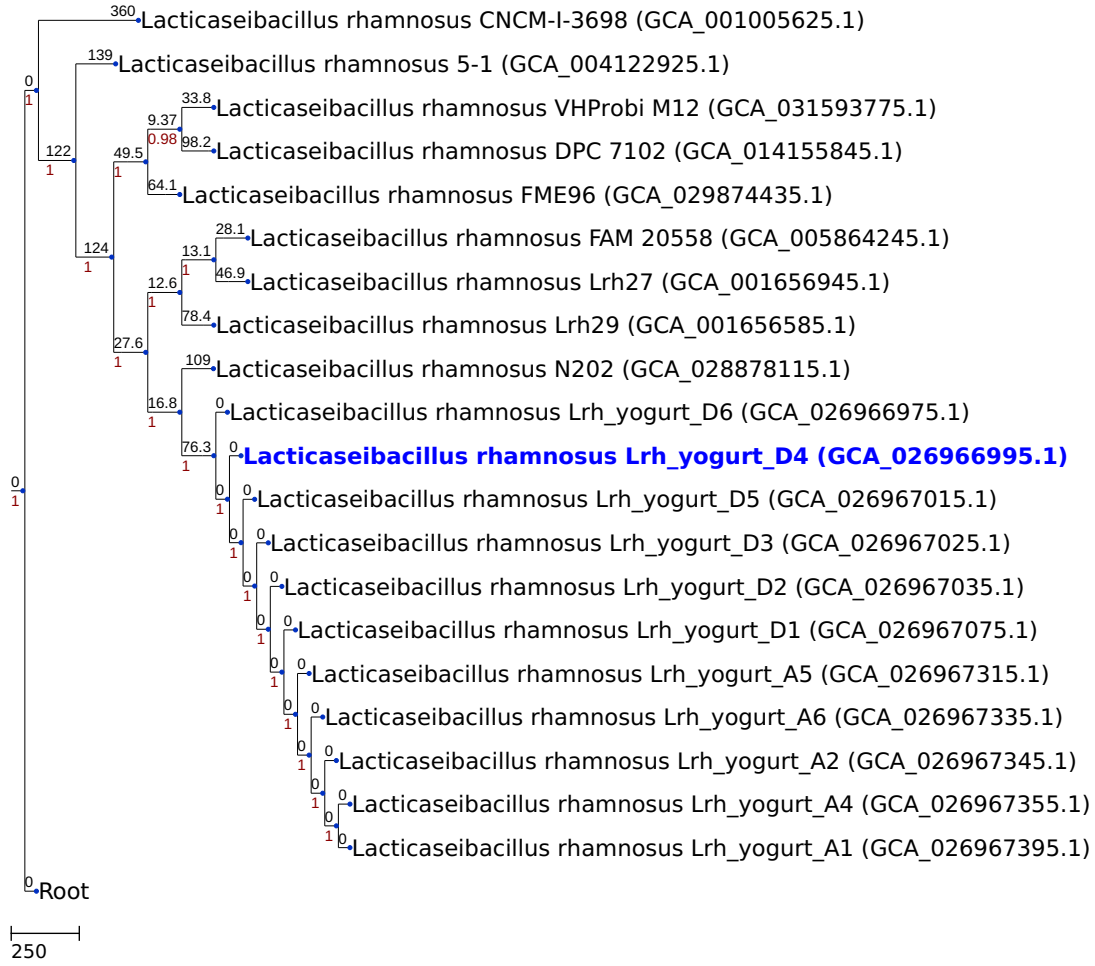 360
Lacticaseibacillus rhamnosus CNCM-I-3698 (GCA_001005625.1)
139
Lacticaseibacillus rhamnosus 5-1 (GCA_004122925.1)
0
1
33.8
Lacticaseibacillus rhamnosus VHProbi M12 (GCA_031593775.1)
9.37
0.98
98.2
Lacticaseibacillus rhamnosus DPC 7102 (GCA_014155845.1)
122
1
49.5
1
64.1
Lacticaseibacillus rhamnosus FME96 (GCA_029874435.1)
28.1
Lacticaseibacillus rhamnosus FAM 20558 (GCA_005864245.1)
124
1
13.1
1
46.9
Lacticaseibacillus rhamnosus Lrh27 (GCA_001656945.1)
12.6
1
78.4
Lacticaseibacillus rhamnosus Lrh29 (GCA_001656585.1)
27.6
1
109
Lacticaseibacillus rhamnosus N202 (GCA_028878115.1)
16.8
1
0
Lacticaseibacillus rhamnosus Lrh_yogurt_D6 (GCA_026966975.1)
76.3
1
0
Lacticaseibacillus rhamnosus Lrh_yogurt_D4 (GCA_026966995.1)
0
1
0
1
0
Lacticaseibacillus rhamnosus Lrh_yogurt_D5 (GCA_026967015.1)
0
1
0
Lacticaseibacillus rhamnosus Lrh_yogurt_D3 (GCA_026967025.1)
0
1
0
Lacticaseibacillus rhamnosus Lrh_yogurt_D2 (GCA_026967035.1)
0
1
0
Lacticaseibacillus rhamnosus Lrh_yogurt_D1 (GCA_026967075.1)
0
1
0
Lacticaseibacillus rhamnosus Lrh_yogurt_A5 (GCA_026967315.1)
0
1
0
Lacticaseibacillus rhamnosus Lrh_yogurt_A6 (GCA_026967335.1)
0
1
0
Lacticaseibacillus rhamnosus Lrh_yogurt_A2 (GCA_026967345.1)
0
1
0
Lacticaseibacillus rhamnosus Lrh_yogurt_A4 (GCA_026967355.1)
0
1
0
Lacticaseibacillus rhamnosus Lrh_yogurt_A1 (GCA_026967395.1)
0
Root
250